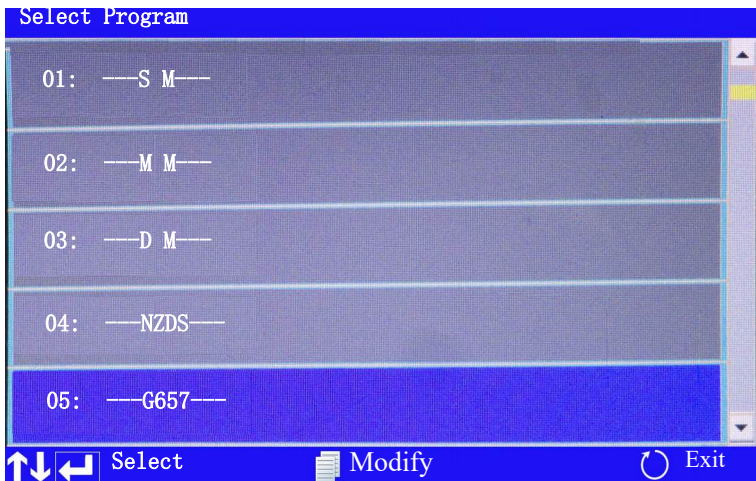 Select Program
01: ---S M---
02: ---M M---
03: ---D M---
04: ---NZDS---
05: ---G657---
Select Modify Exit